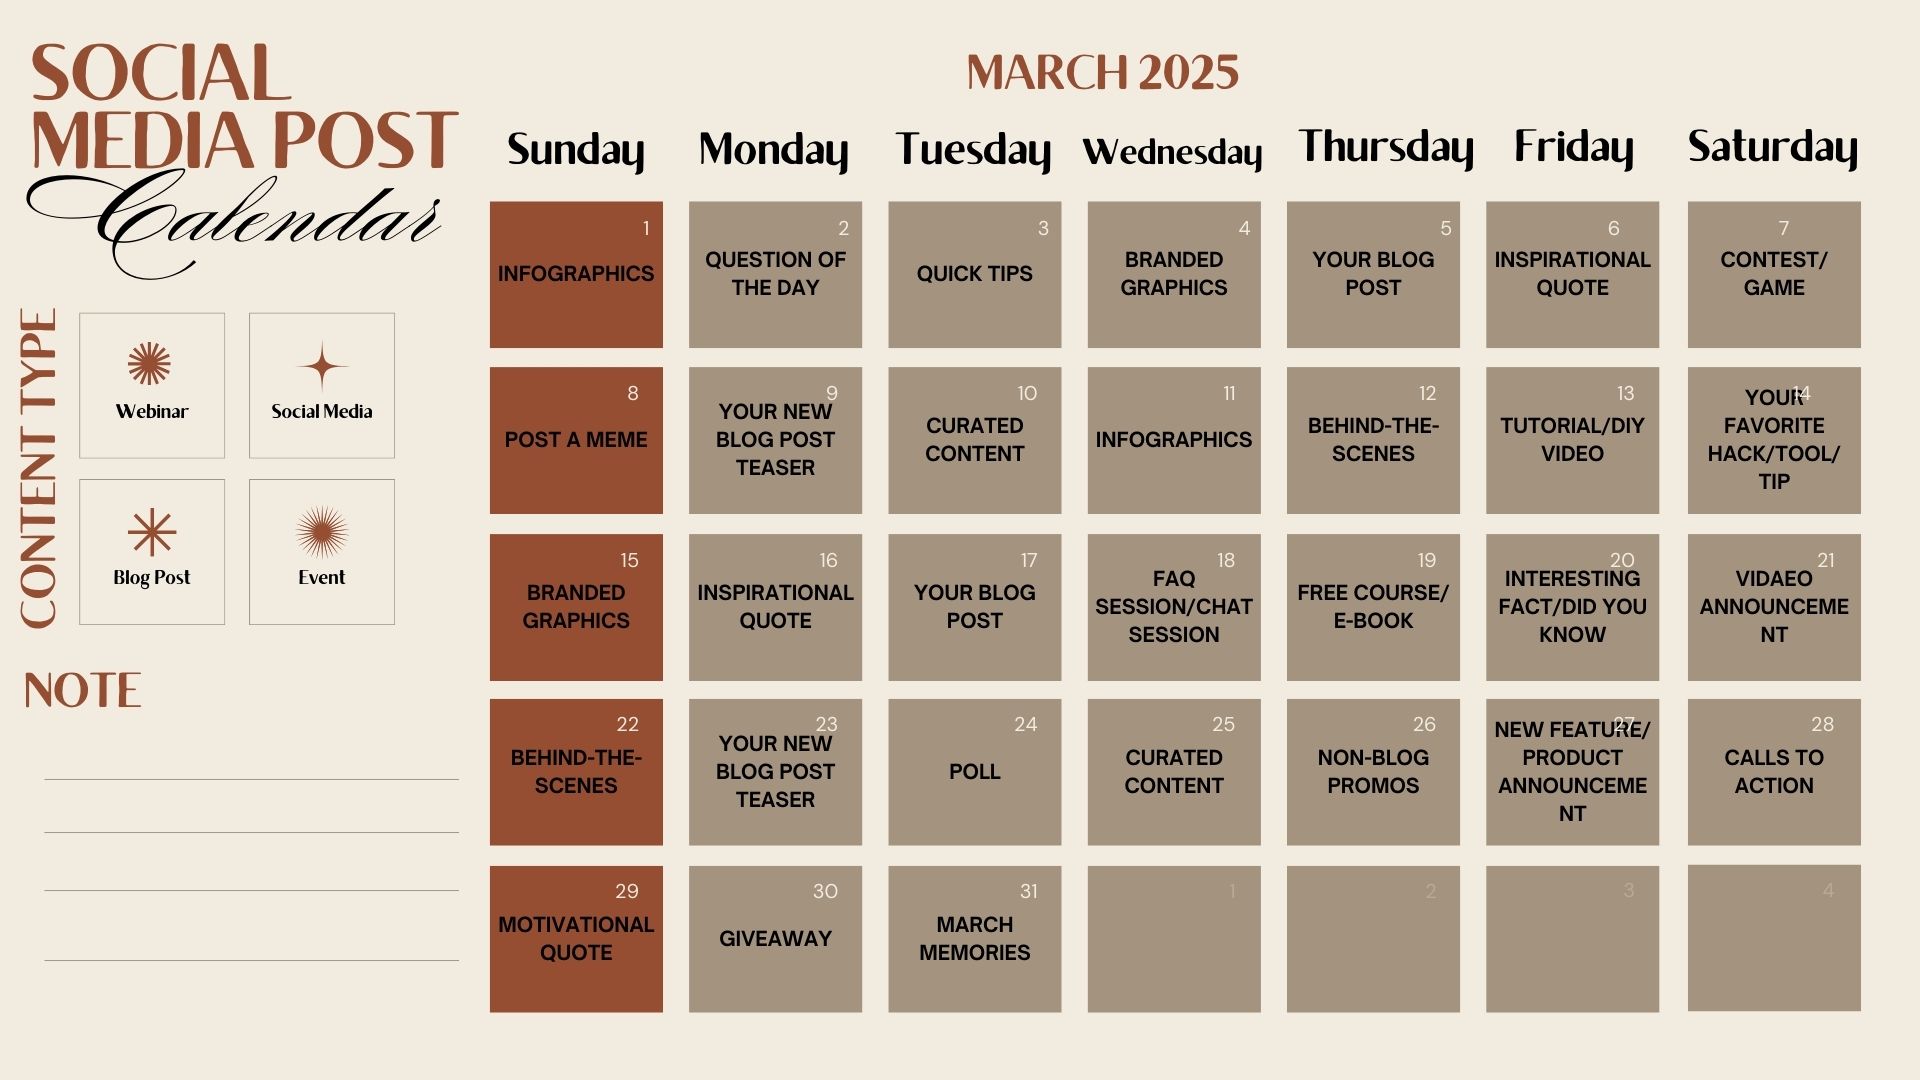 SOCIAL
MEDIA POST
Calendar
CONTENT TYPE
Webinar
Social Media
Blog Post
Event
NOTE
MARCH 2025
Sunday Monday Tuesday Wednesday Thursday Friday Saturday
1
INFOGRAPHICS
2
QUESTION OF
THE DAY
3
QUICK TIPS
4
BRANDED
GRAPHICS
5
YOUR BLOG
POST
6
INSPIRATIONAL
QUOTE
7
CONTEST/
GAME
8
POST A MEME
9
YOUR NEW
BLOG POST
TEASER
10
CURATED
CONTENT
11
INFOGRAPHICS
12
BEHIND-THE-
SCENES
13
TUTORIAL/DIY
VIDEO
14
YOUR
FAVORITE
HACK/TOOL/
TIP
15
BRANDED
GRAPHICS
16
INSPIRATIONAL
QUOTE
17
YOUR BLOG
POST
18
FAQ
SESSION/CHAT
SESSION
19
FREE COURSE/
E-BOOK
20
INTERESTING
FACT/DID YOU
KNOW
21
VIDAEO
ANNOUNCEME
NT
22
BEHIND-THE-
SCENES
23
YOUR NEW
BLOG POST
TEASER
24
POLL
25
CURATED
CONTENT
26
NON-BLOG
PROMOS
27
NEW FEATURE/
PRODUCT
ANNOUNCEME
NT
28
CALLS TO
ACTION
29
MOTIVATIONAL
QUOTE
30
GIVEAWAY
31
MARCH
MEMORIES
1
2
3
4